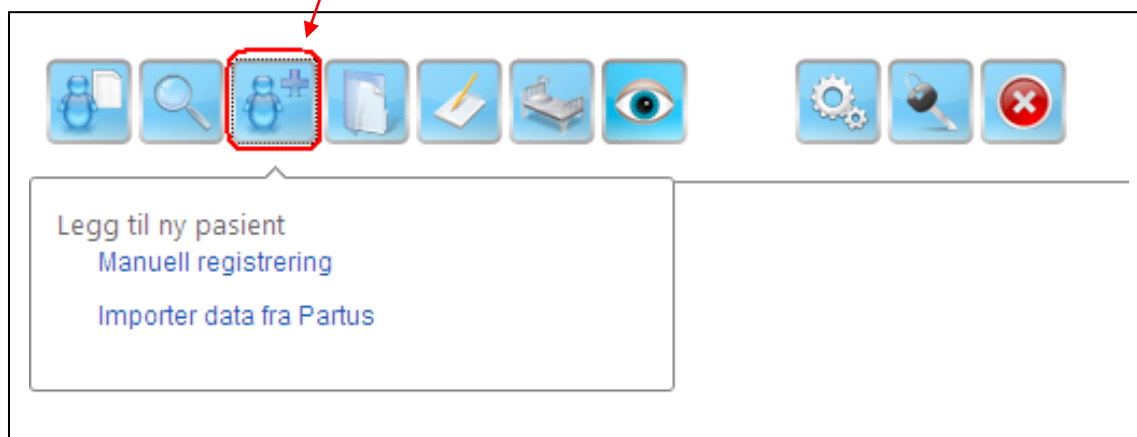 Legg til ny pasient
Manuell registrering
Importer data fra Partus